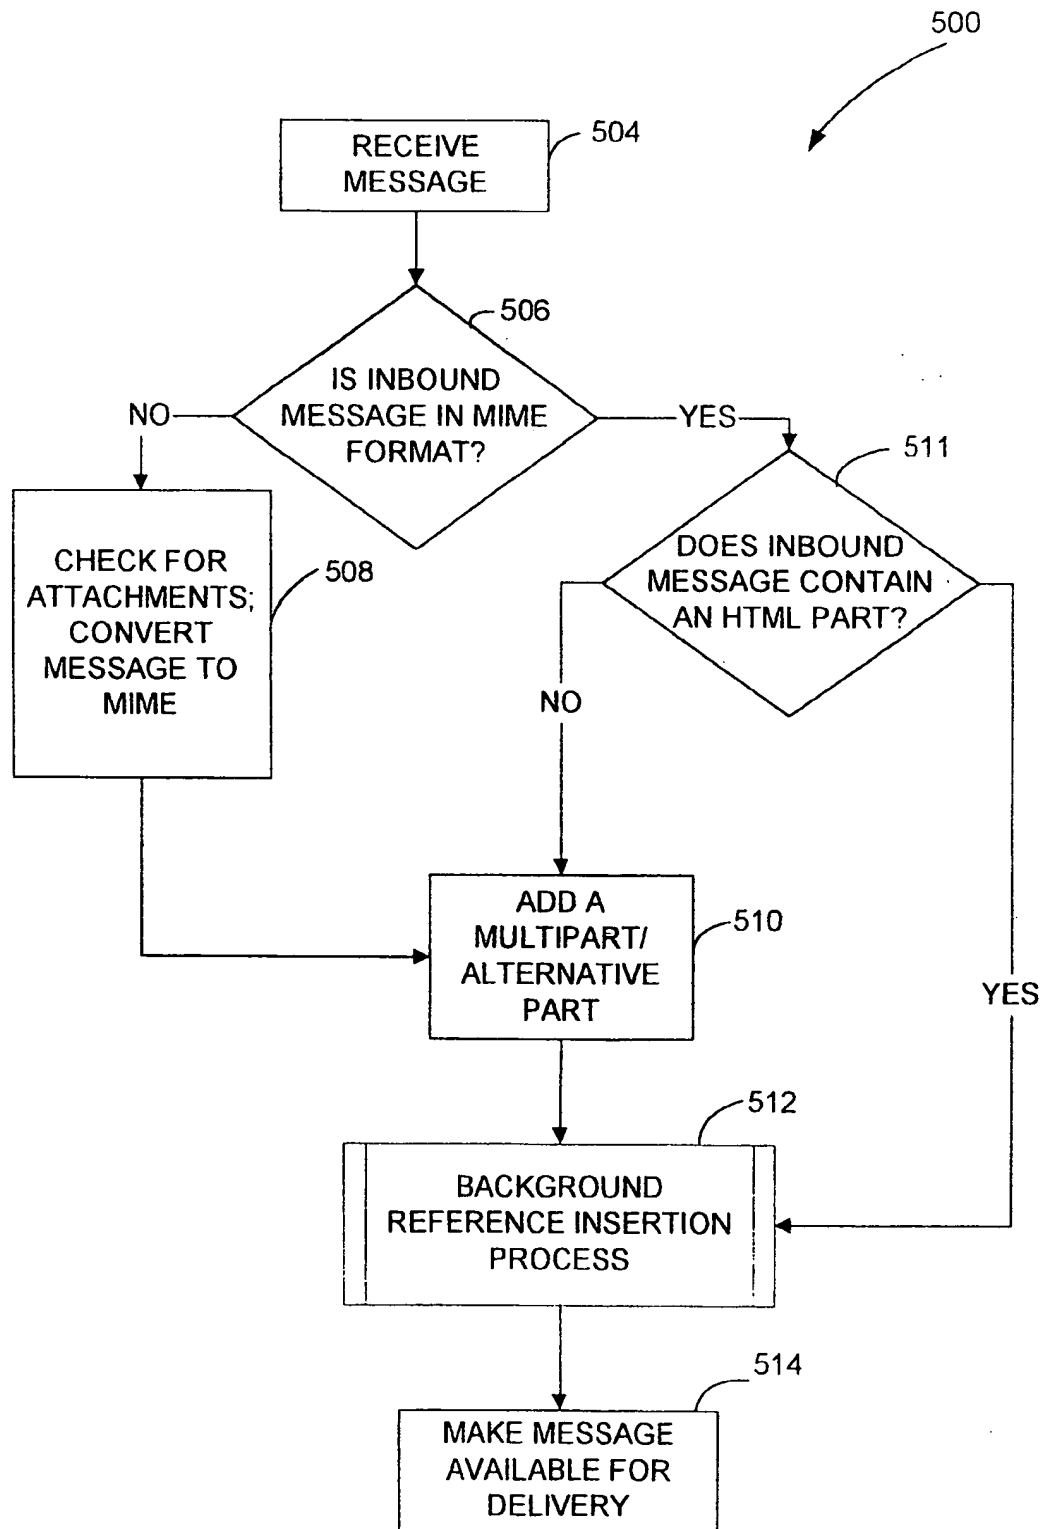 500
RECEIVE
MESSAGE
504
506
IS INBOUND
MESSAGE IN MIME
FORMAT?
NO
YES
511
CHECK FOR
ATTACHMENTS;
CONVERT
MESSAGE TO
MIME
508
DOES INBOUND
MESSAGE CONTAIN
AN HTML PART?
NO
YES
ADD A
MULTIPART/
ALTERNATIVE
PART
510
512
BACKGROUND
REFERENCE INSERTION
PROCESS
514
MAKE MESSAGE
AVAILABLE FOR
DELIVERY